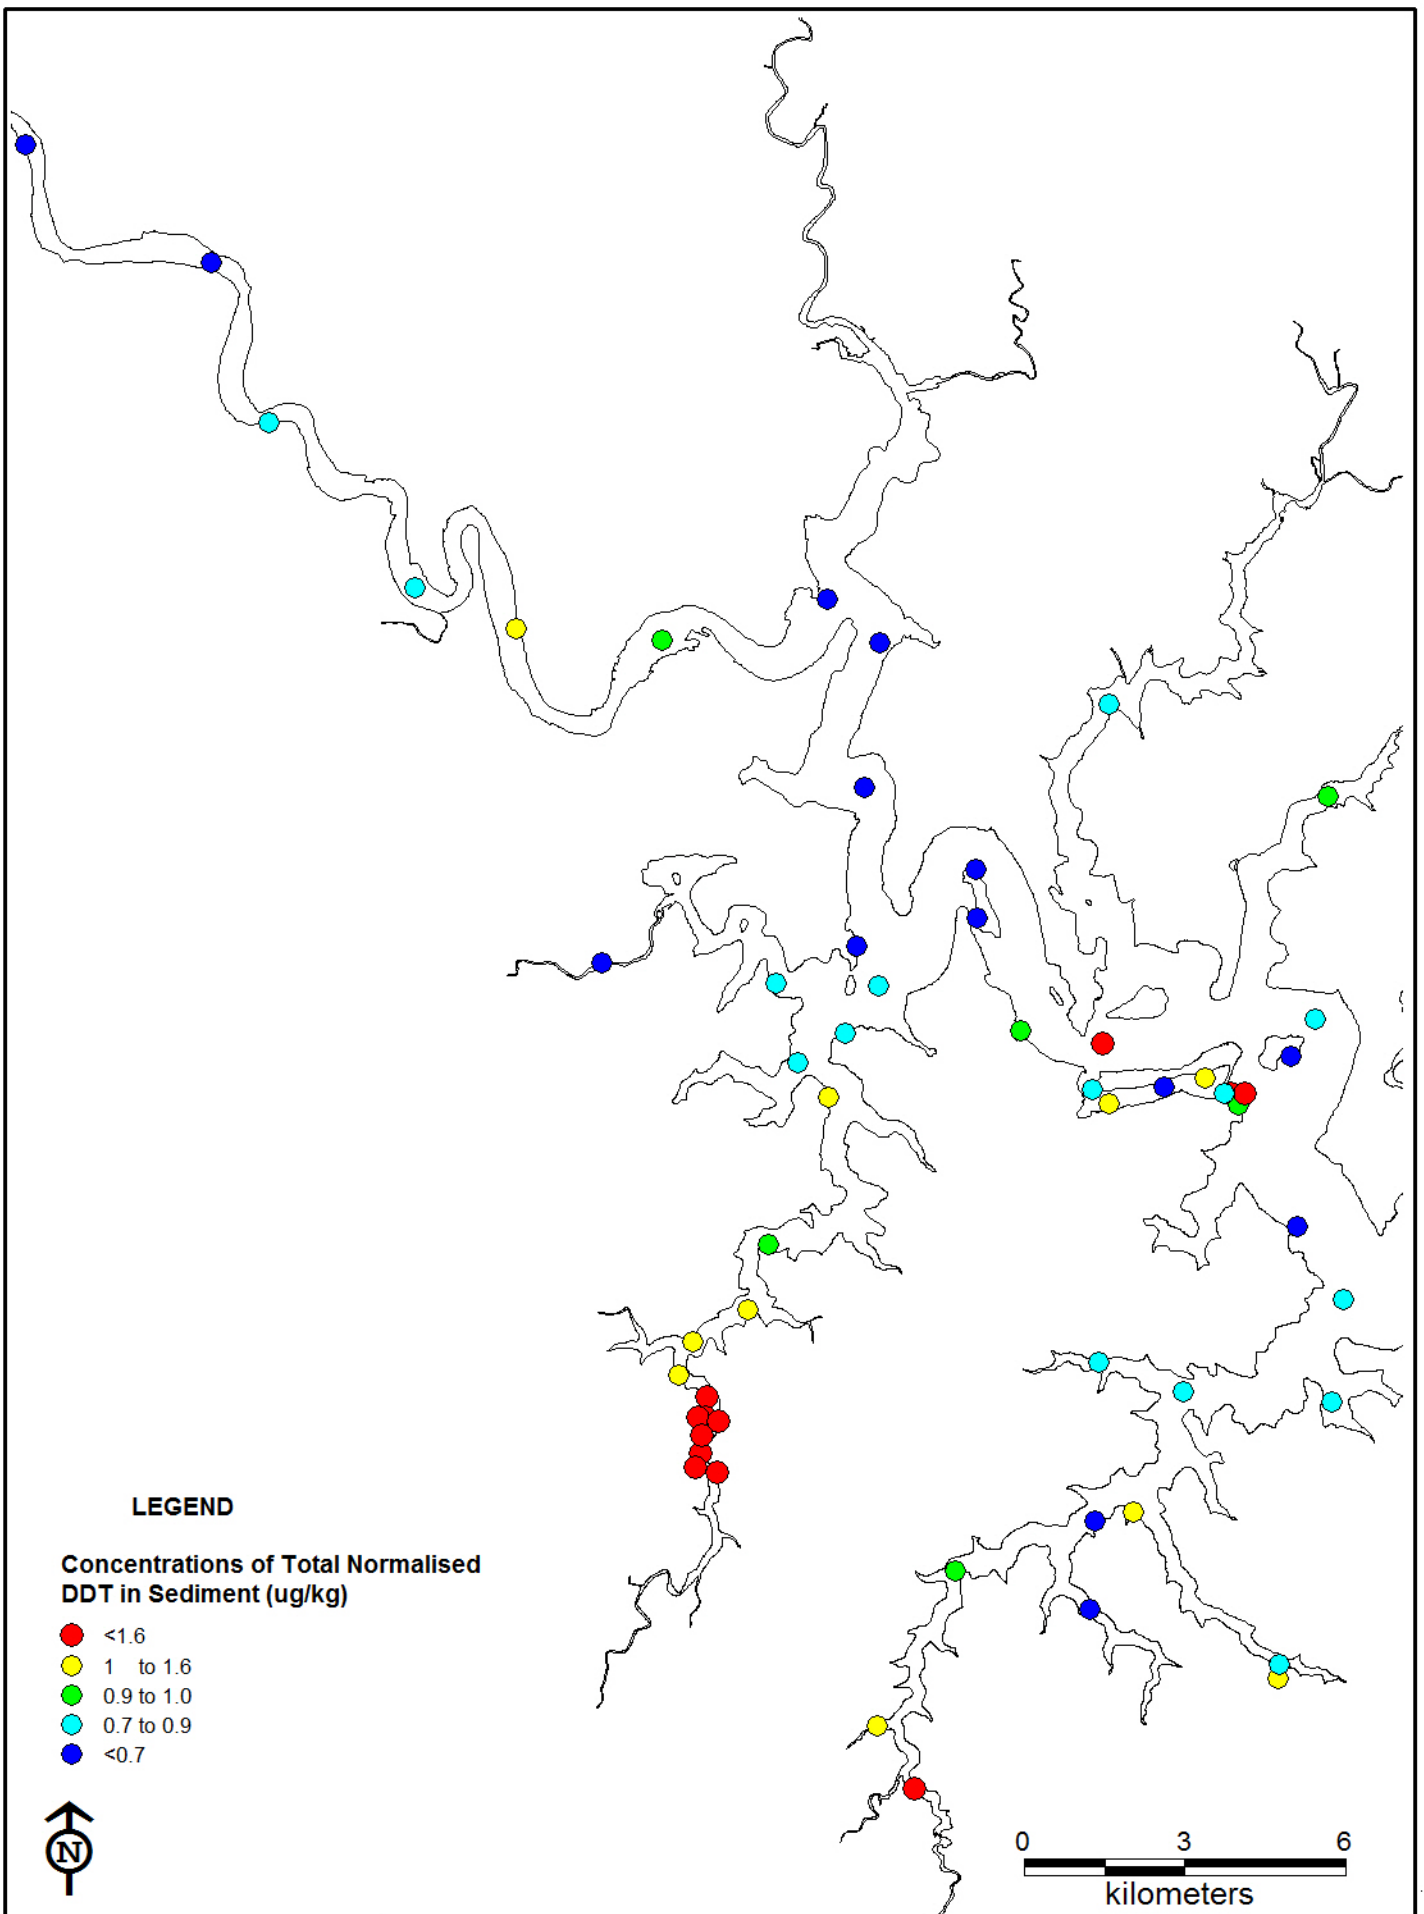 LEGEND
Concentrations of Total Normalised
DDT in Sediment (ug/kg)
<1.6
1 to 1.6
0.9 to 1.0
0.7 to 0.9
<0.7
N
0 3 6
kilometers